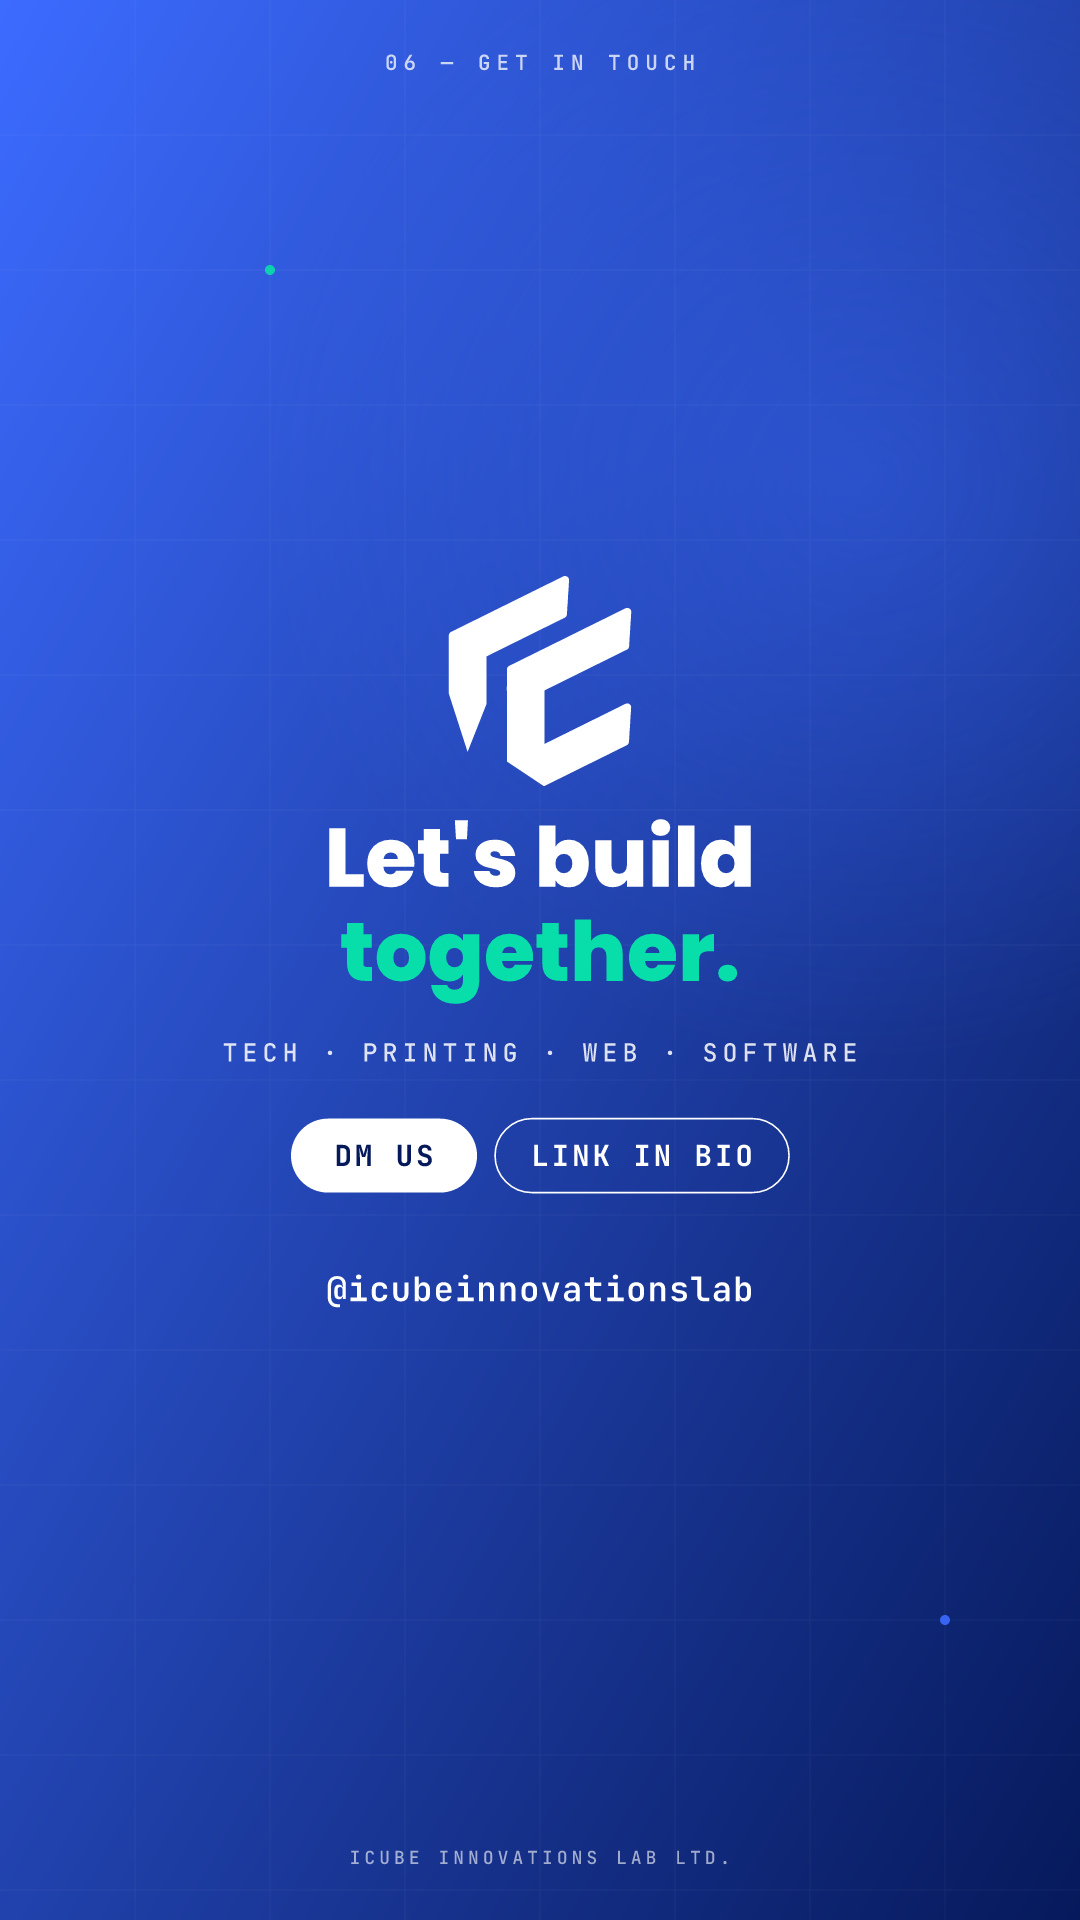 06 — GET IN TOUCH
Let's build
together.
TECH · PRINTING · WEB · SOFTWARE
DM US
LINK IN BIO
@icubeinnovationslab
ICUBE INNOVATIONS LAB LTD.